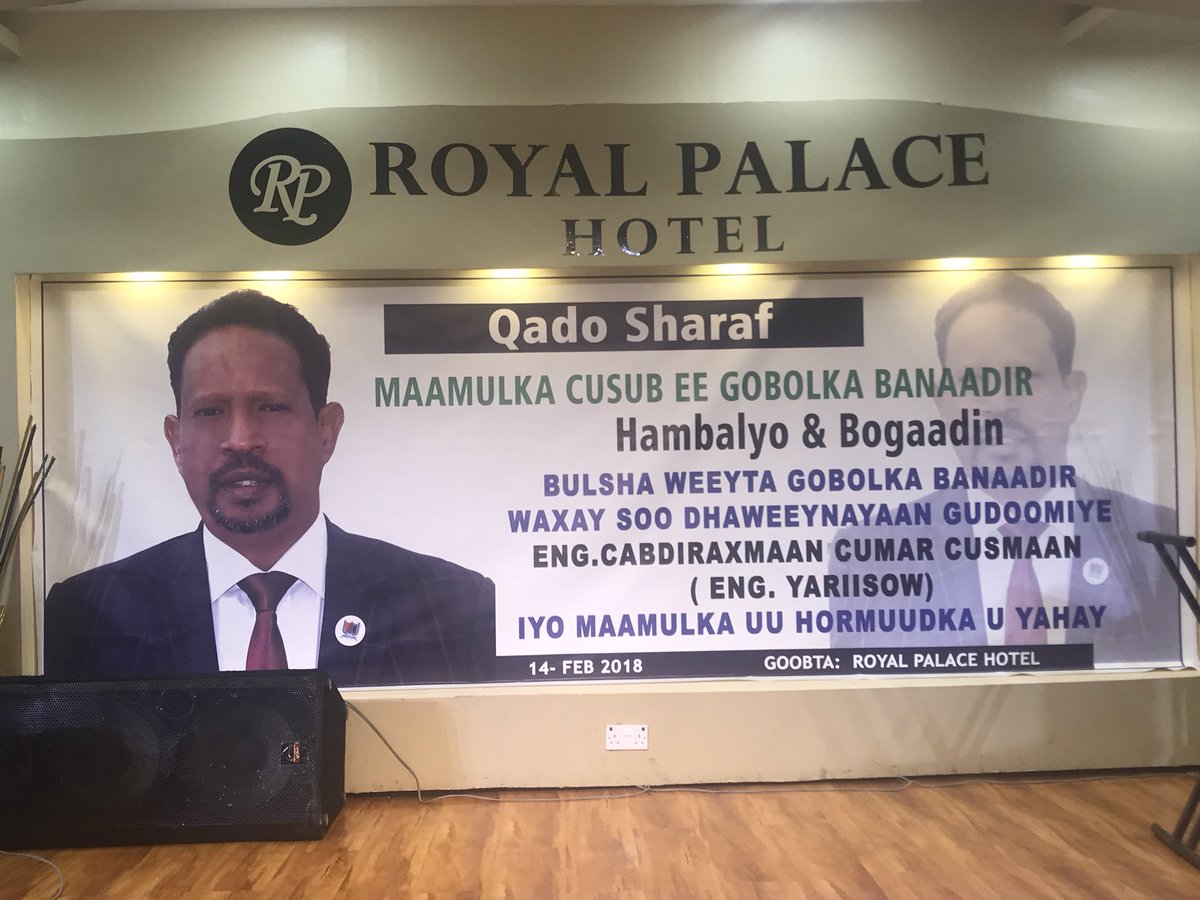 RP ROYAL PALACE
HOTEL
Qado Sharaf
MAAMULKA CUSUB EE GOBOLKA BANAADIR
Hambalyo & Bogaadin
BULSHA WEEYTA GOBOLKA BANAADIR
WAXAY SOO DHAWEEYNAYAAN GUDOOMIYE
ENG.CABDIRAXMAAN CUMAR CUSMAAN
( ENG. YARIISOW)
IYO MAAMULKA UU HORMUUDKA U YAHAY
14- FEB 2018 GOOBTA: ROYAL PALACE HOTEL